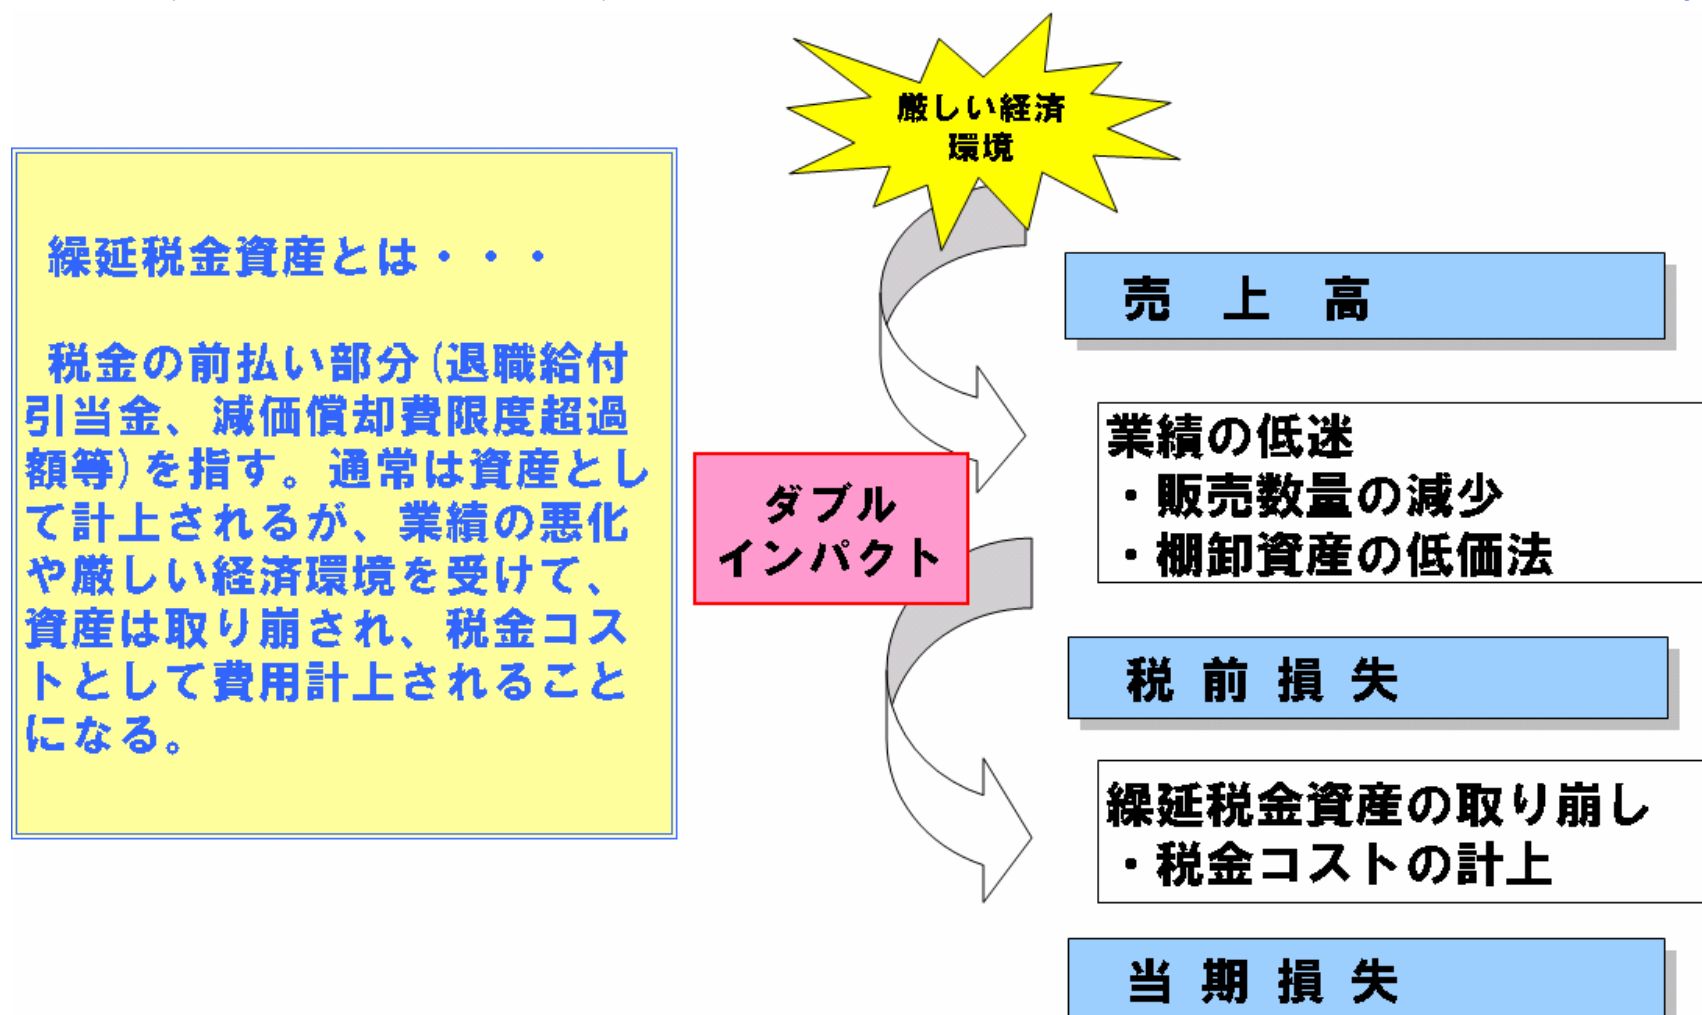 厳しい経済
環境
繰延税金資産とは・・・
税金の前払い部分(退職給付
引当金、減価償却費限度超過
額等)を指す。通常は資産とし
て計上されるが、業績の悪化
や厳しい経済環境を受けて、
資産は取り崩され、税金コス
トとして費用計上されること
になる。
ダブル
インパクト
売上高
業績の低迷
・販売数量の減少
・棚卸資産の低価法
税前損失
繰延税金資産の取り崩し
・税金コストの計上
当期損失